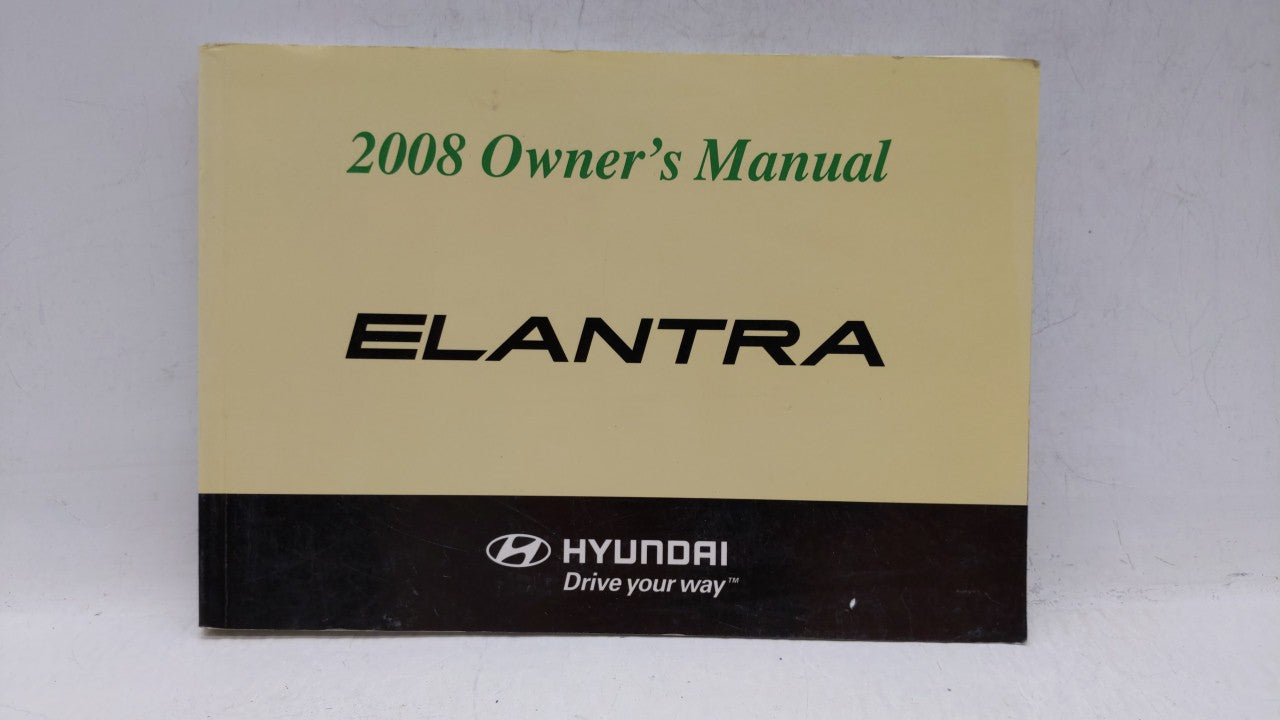 2008 Owner's Manual
ELANTRA
HYUNDAI
Drive your way™